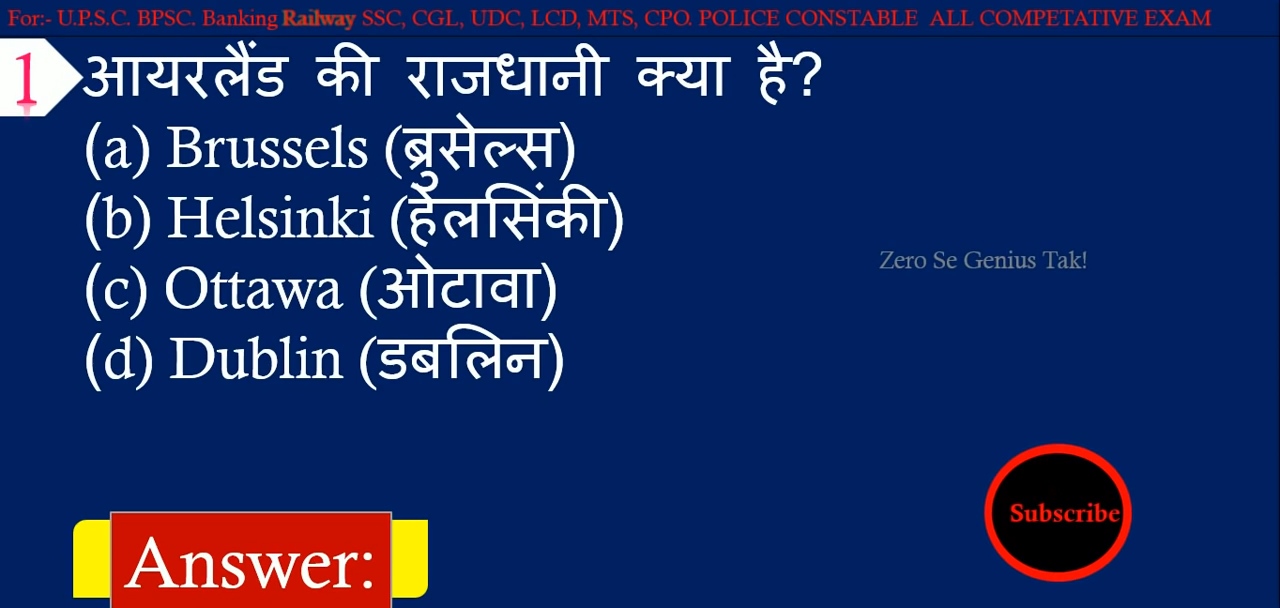 For:- U.P.S.C. BPSC. Banking Railway SSC, CGL, UDC, LCD, MTS, CPO. POLICE CONSTABLE ALL COMPETATIVE EXAM
1 आयरलैंड की राजधानी क्या है?
(a) Brussels (ब्रुसेल्स)
(b) Helsinki (हेलसिंकी)
Zero Se Genius Tak!
(c) Ottawa (ओटावा)
(d) Dublin (डबलिन)
Subscribe
Answer: